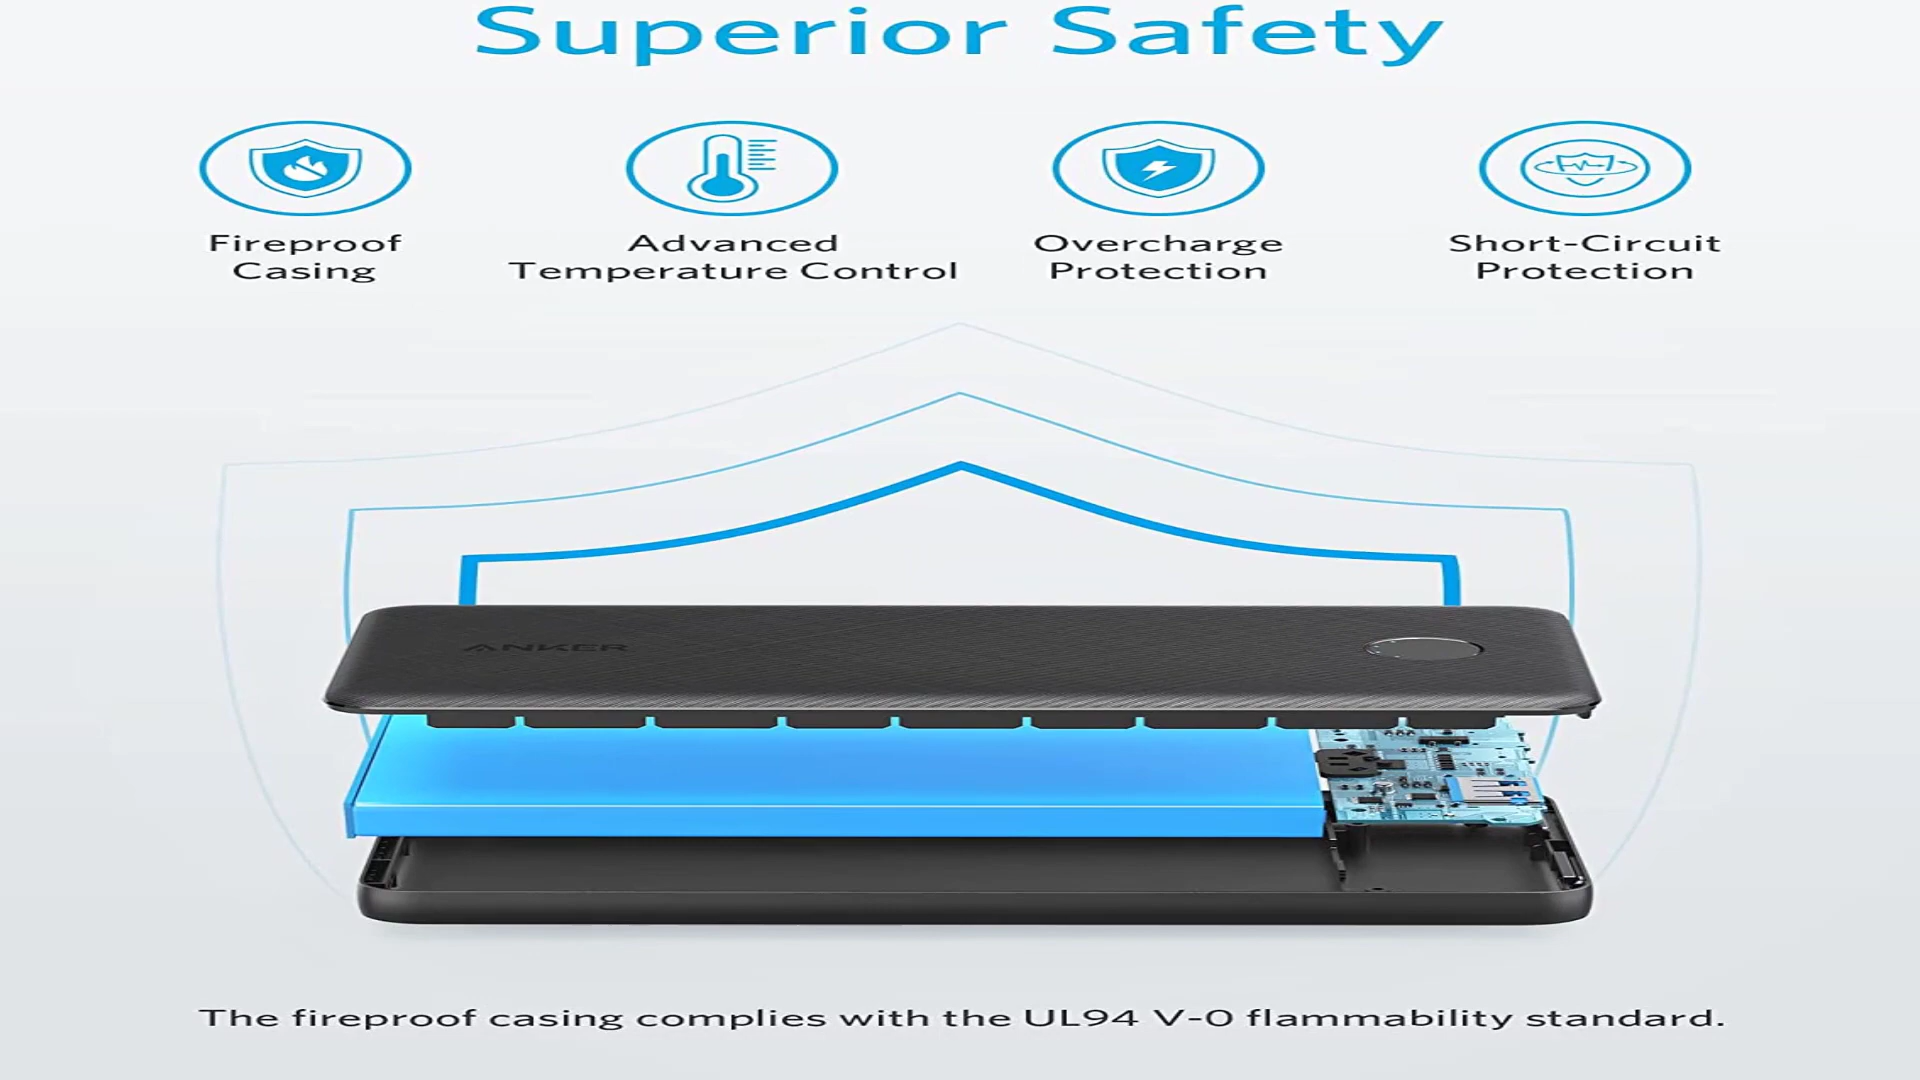 Superior Safety
Fireproof
Casing
Advanced
Temperature Control
Overcharge
Protection
Short-Circuit
Protection
ANKER
The fireproof casing complies with the UL94 V-0 flammability standard.